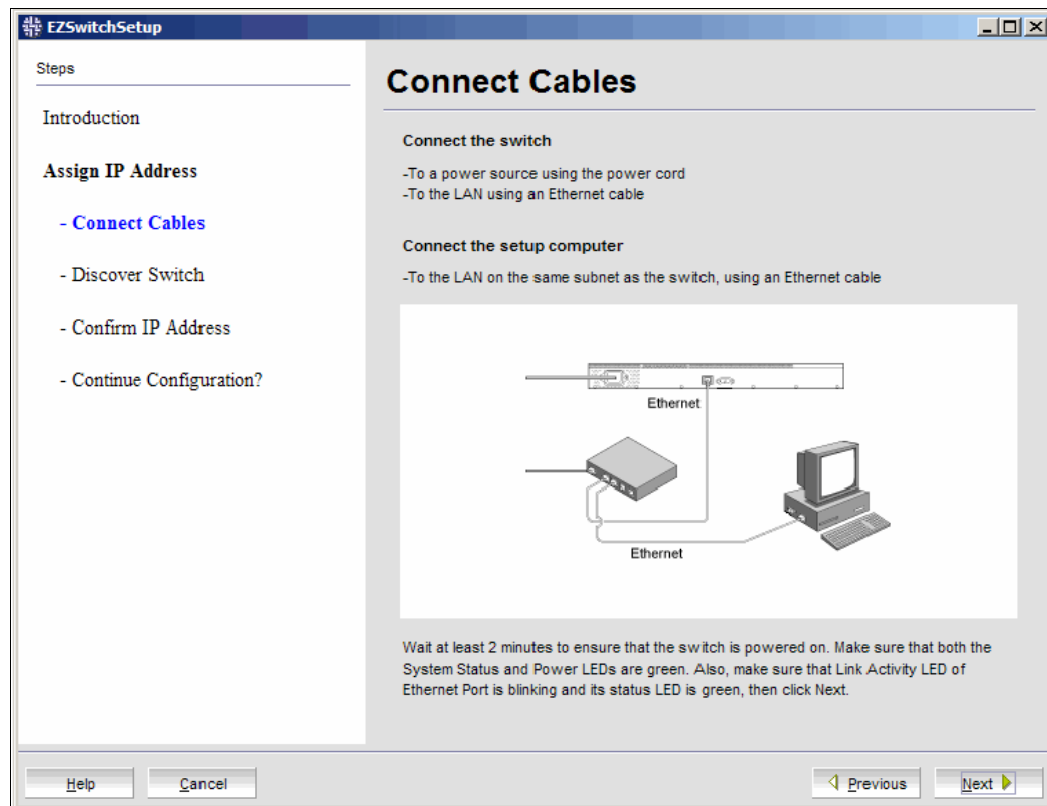 EZSwitchSetup
Steps
Introduction
Assign IP Address
- Connect Cables
- Discover Switch
- Confirm IP Address
- Continue Configuration?
Connect Cables
Connect the switch
-To a power source using the power cord
-To the LAN using an Ethernet cable
Connect the setup computer
-To the LAN on the same subnet as the switch, using an Ethernet cable
Ethernet
Ethernet
Wait at least 2 minutes to ensure that the switch is powered on. Make sure that both the
System Status and Power LEDs are green. Also, make sure that Link Activity LED of
Ethernet Port is blinking and its status LED is green, then click Next.
Help
Cancel
Previous
Next